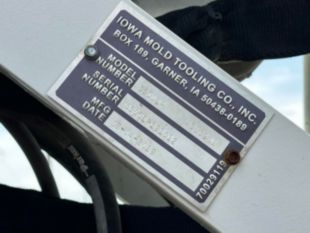 IOWA MOLD TOOLING CO., INC.
BOX 189, GARNER, IA 50438-0189
MODEL
NUMBER
SERIAL
NUMBER
MFG
DATE
70029119